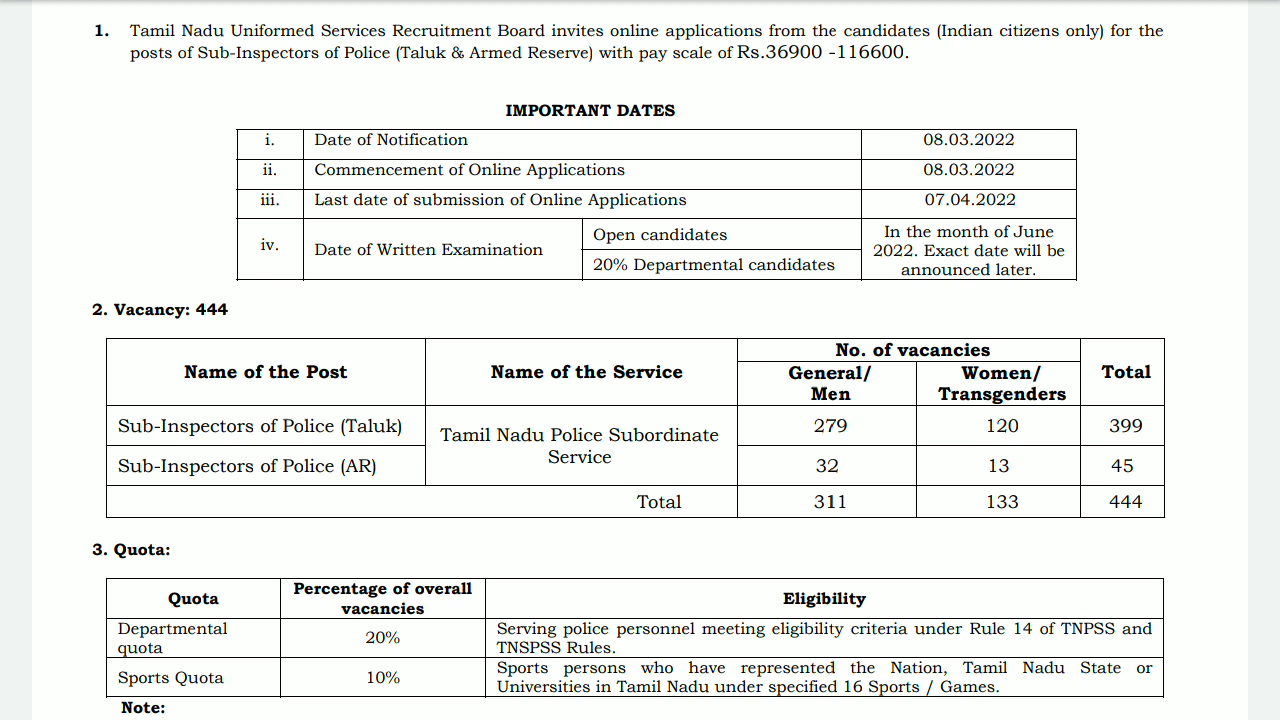 1. Tamil Nadu Uniformed Services Recruitment Board invites online applications from the candidates (Indian citizens only) for the
posts of Sub-Inspectors of Police (Taluk & Armed Reserve) with pay scale of Rs.36900 -116600.
IMPORTANT DATES
i. Date of Notification 08.03.2022
ii. Commencement of Online Applications 08.03.2022
iii. Last date of submission of Online Applications 07.04.2022
iv. Date of Written Examination
Open candidates
20% Departmental candidates
In the month of June
2022. Exact date will be
announced later.
2. Vacancy: 444
Name of the Post
Name of the Service
No. of vacancies
General/
Men
Women/
Transgenders
Total
Sub-Inspectors of Police (Taluk)
Tamil Nadu Police Subordinate
Service
279 120 399
Sub-Inspectors of Police (AR)
32 13 45
Total 311 133 444
3. Quota:
Quota
Percentage of overall
vacancies
Eligibility
Departmental
quota
20%
Serving police personnel meeting eligibility criteria under Rule 14 of TNPSS and
TNSPSS Rules.
Sports Quota
10%
Sports persons who have represented the Nation, Tamil Nadu State or
Universities in Tamil Nadu under specified 16 Sports / Games.
Note: